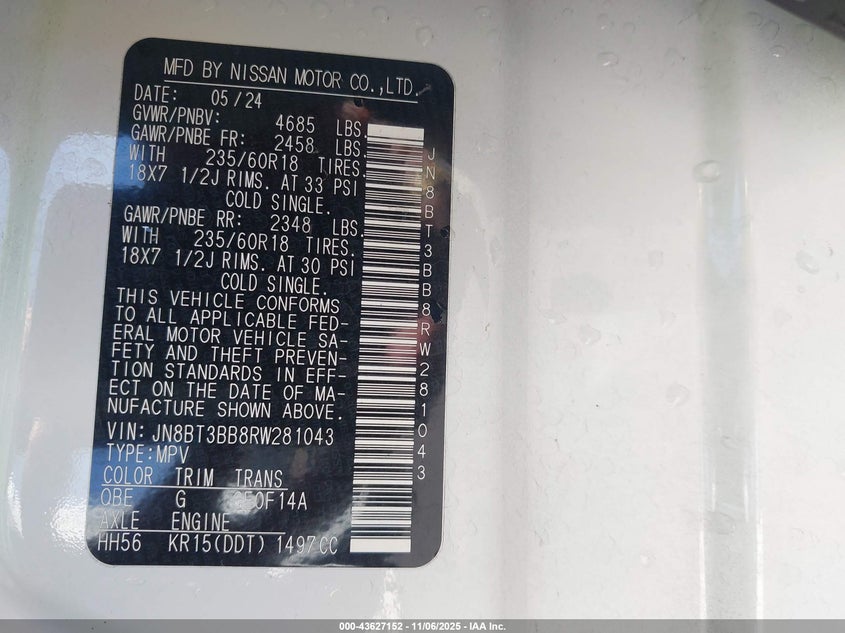 MFD BY NISSAN MOTOR CO.,LTD.
DATE: 05/24
GVWR/PNBV: 4685 LBS.
GAWR/PNBE FR: 2458 LBS.
WITH 235/60R18 TIRES.
18X7 1/2J RIMS. AT 33 PSI
COLD SINGLE.
GAWR/PNBE RR: 2348 LBS.
WITH 235/60R18 TIRES.
18X7 1/2J RIMS. AT 30 PSI
COLD SINGLE.
THIS VEHICLE CONFORMS
TO ALL APPLICABLE FED-
ERAL MOTOR VEHICLE SA-
FETY AND THEFT PREVEN-
TION STANDARDS IN EFF-
ECT ON THE DATE OF MA-
NUFACTURE SHOWN ABOVE.
VIN: JN8BT3BB8RW281043
TYPE:MPV
COLOR TRIM TRANS
QBE G F14A
AXLE ENGINE
HH56 KR15(DDT) 1497CC
JN8BT3BB8RW281043
000-43627152 - 11/06/2025 - IAA Inc.